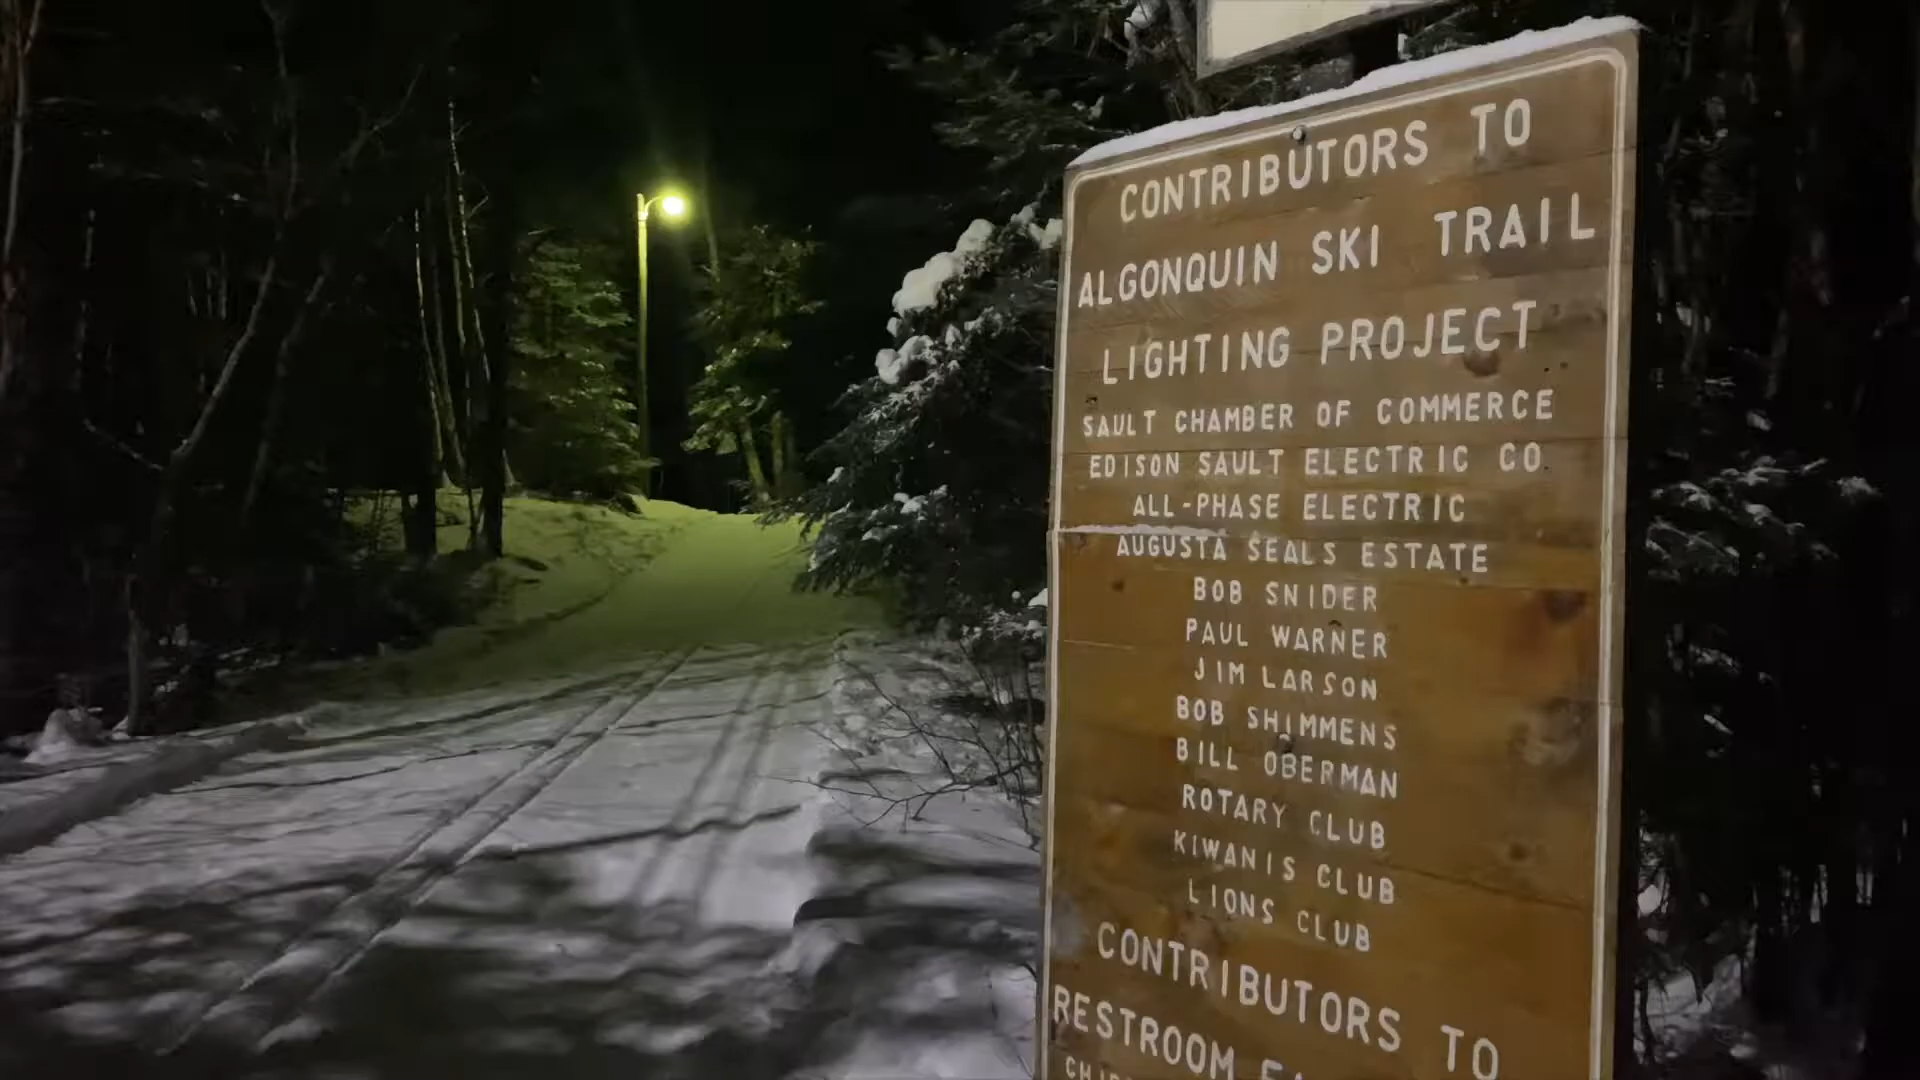 CONTRIBUTORS TO
ALGONQUIN SKI TRAIL
LIGHTING PROJECT
SAULT CHAMBER OF COMMERCE
EDISON SAULT ELECTRIC CO
ALL-PHASE ELECTRIC
AUGUSTA SEALS ESTATE
BOB SNIDER
PAUL WARNER
JIM LARSON
BOB SHIMMENS
BILL OBERMAN
ROTARY CLUB
KIWANIS CLUB
LIONS CLUB
CONTRIBUTORS TO
RESTROOM